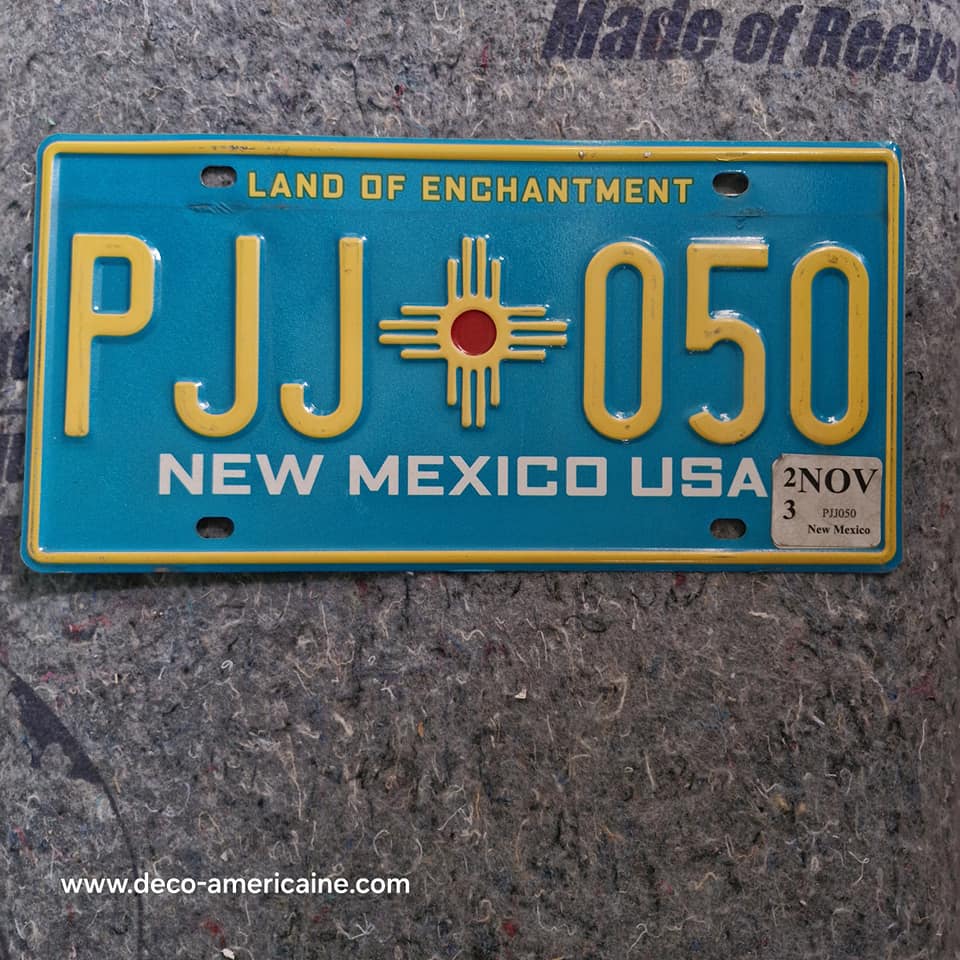 Made of Recyc
LAND OF ENCHANTMENT
PJJ 050
NEW MEXICO USA
2NOV
3
PJJ050
New Mexico
www.deco-americaine.com